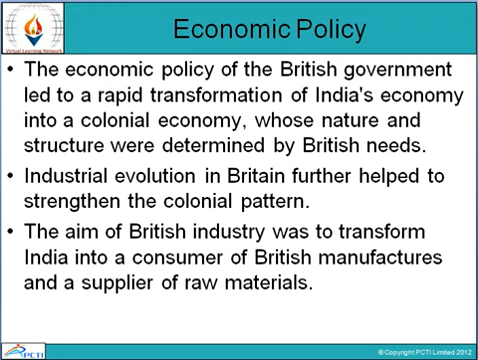 Economic Policy
Virtual Learning Network
• The economic policy of the British government
led to a rapid transformation of India's economy
into a colonial economy, whose nature and
structure were determined by British needs.
• Industrial evolution in Britain further helped to
strengthen the colonial pattern.
• The aim of British industry was to transform
India into a consumer of British manufactures
and a supplier of raw materials.
PCTI
©Copyright PCTI Limited 2012